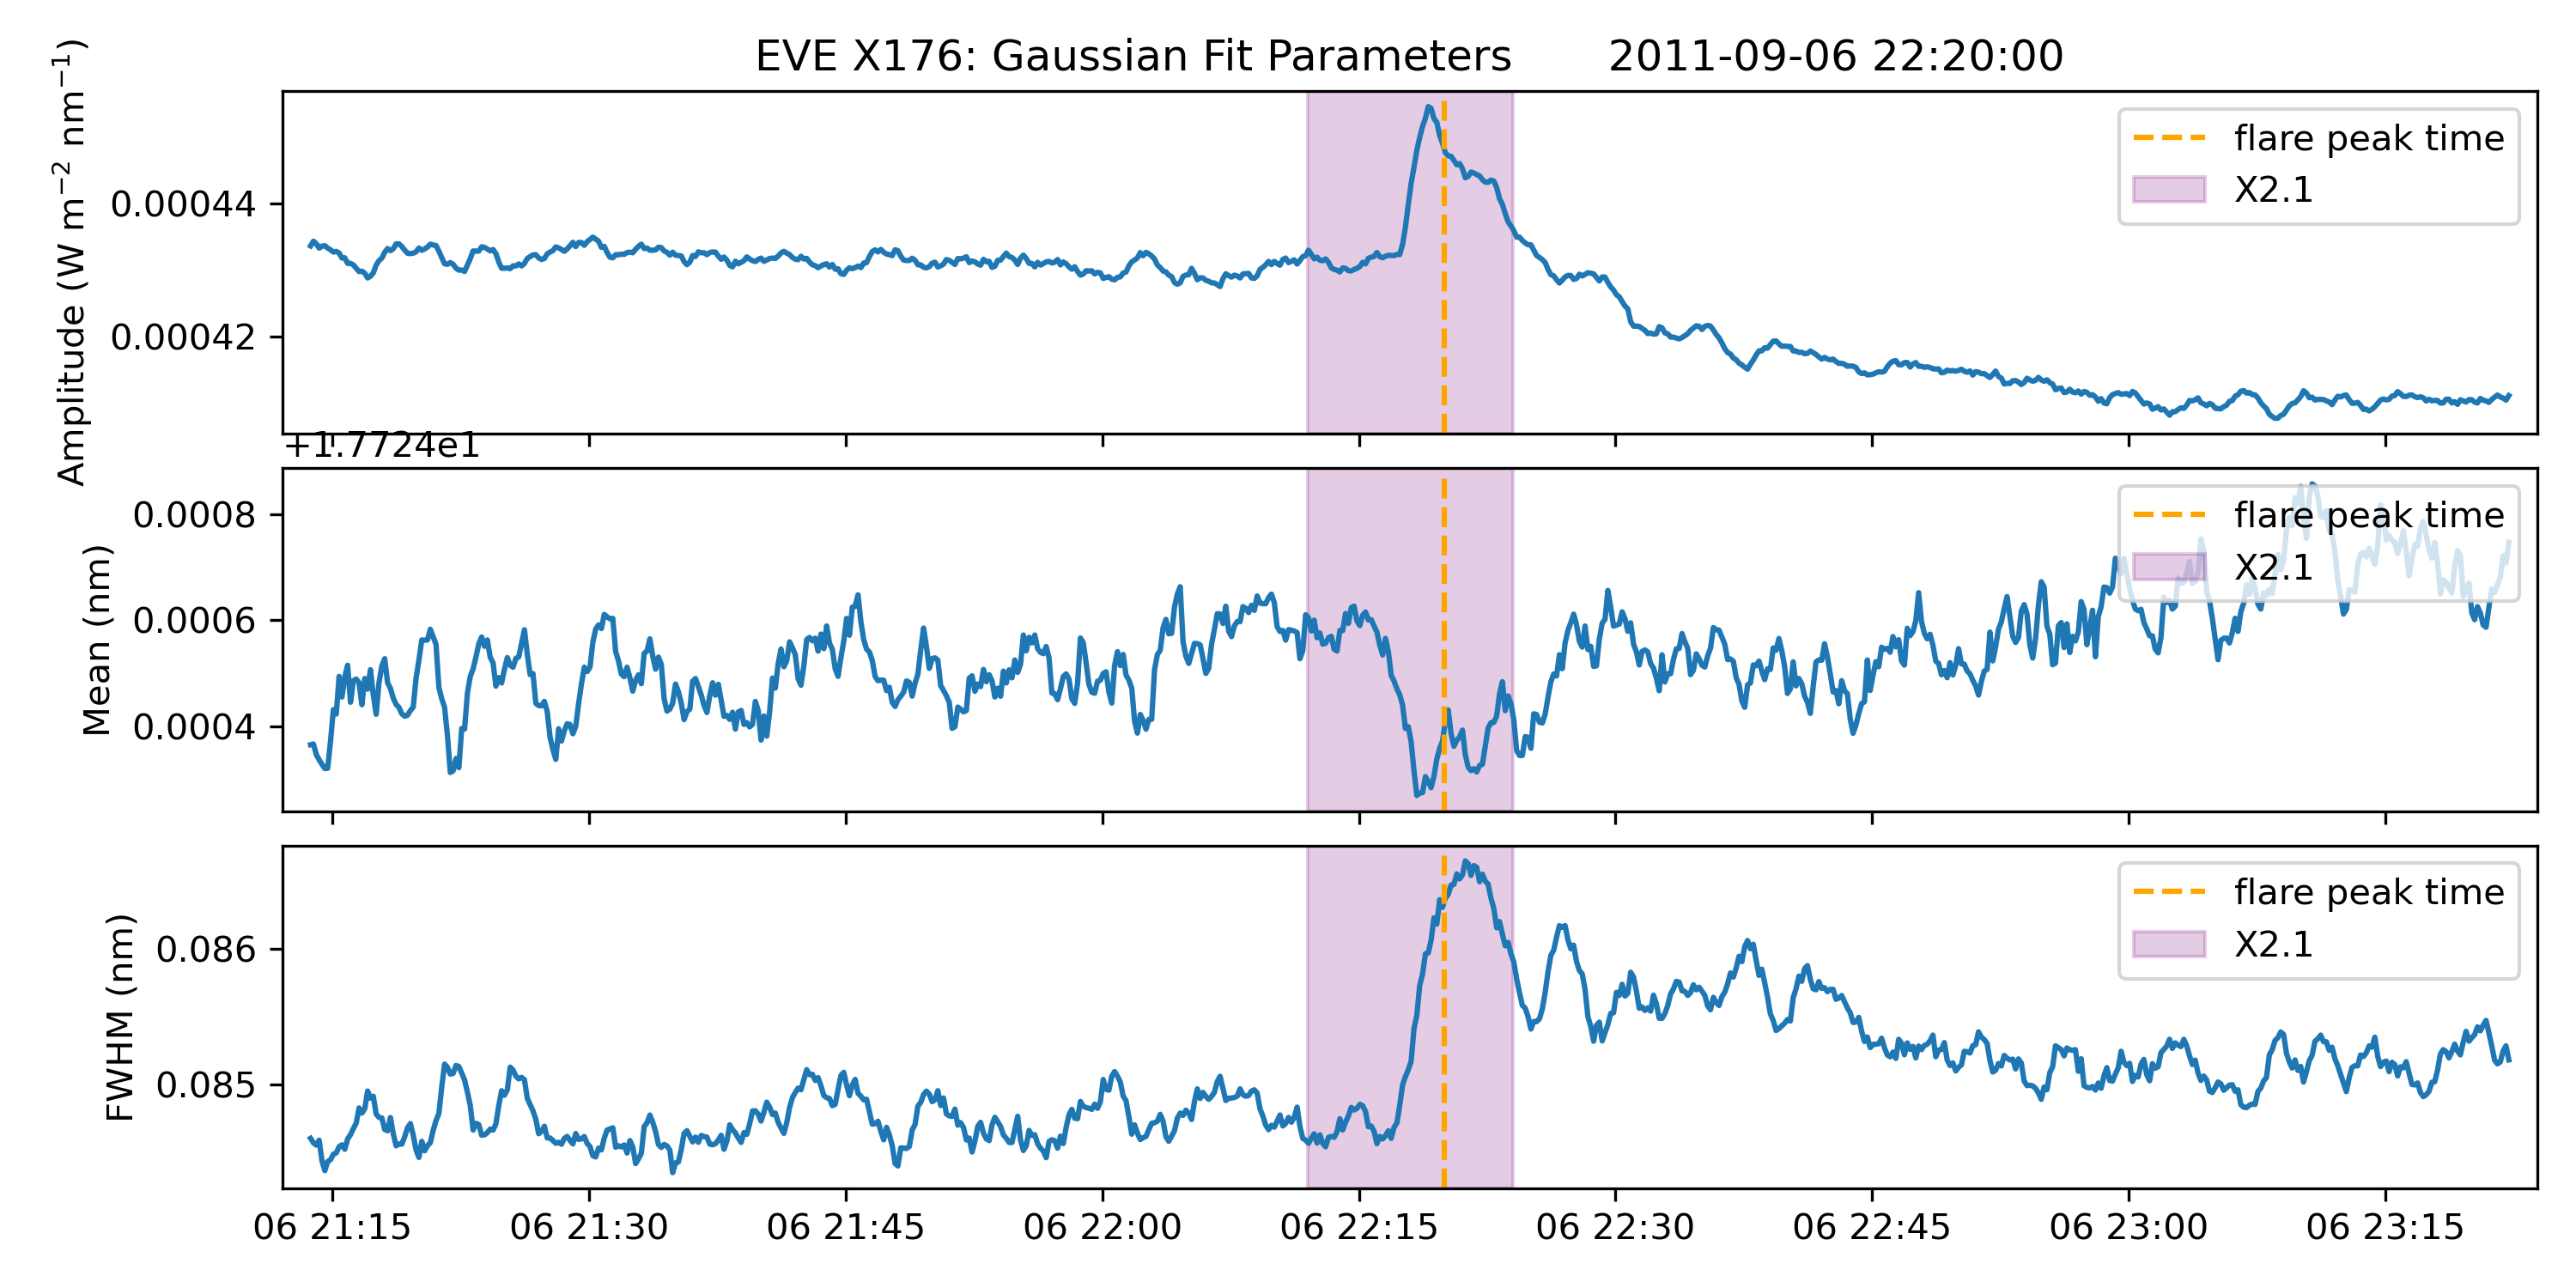 EVE X176: Gaussian Fit Parameters 2011-09-06 22:20:00
Amplitude (W m⁻² nm⁻¹)
0.00044
0.00042
flare peak time
X2.1
+1.7724e1
Mean (nm)
0.0008
0.0006
0.0004
flare peak time
X2.1
FWHM (nm)
0.086
0.085
flare peak time
X2.1
06 21:15 06 21:30 06 21:45 06 22:00 06 22:15 06 22:30 06 22:45 06 23:00 06 23:15